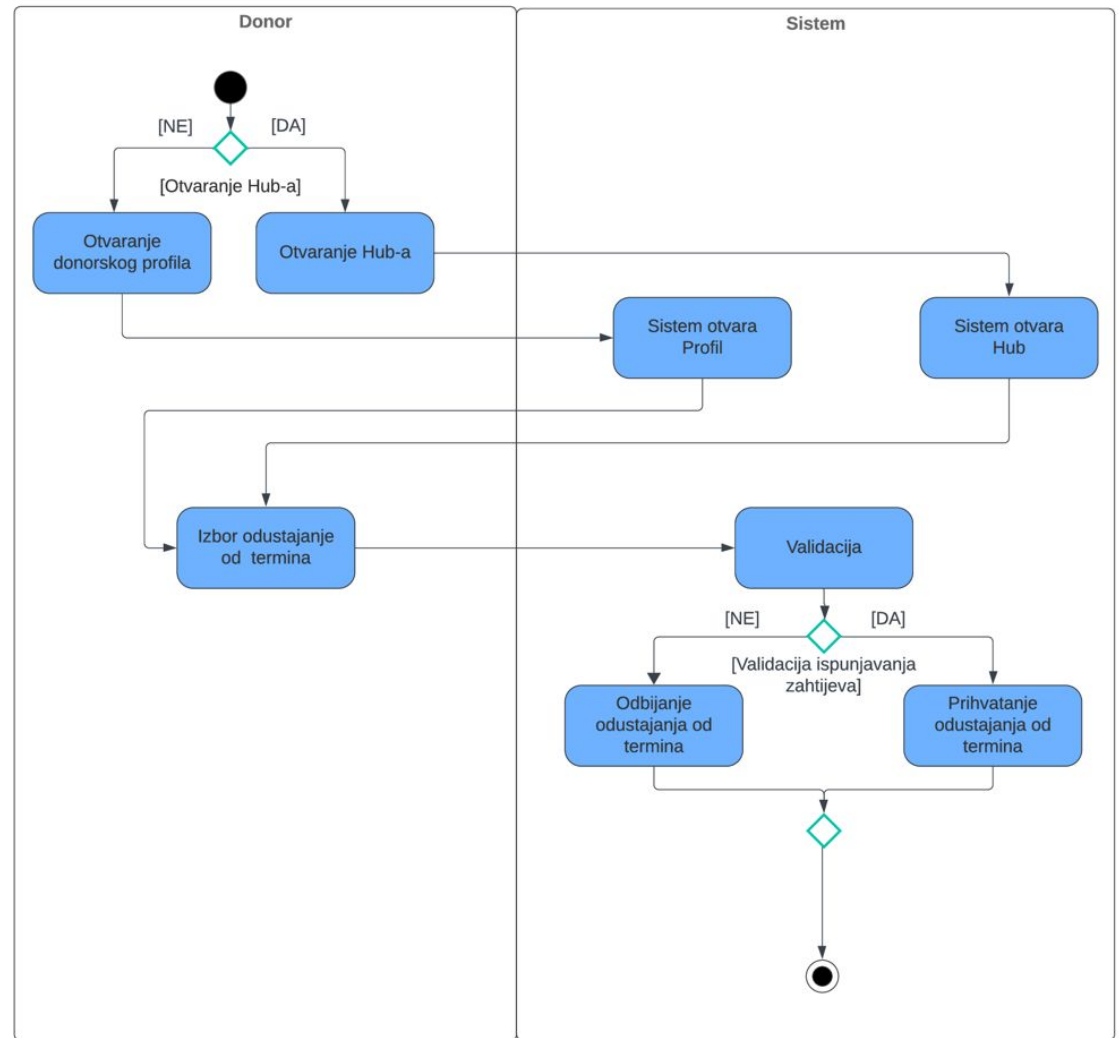 Donor
Sistem
[NE]
[DA]
[Otvaranje Hub-a]
Otvaranje
donorskog profila
Otvaranje Hub-a
Sistem otvara
Profil
Sistem otvara
Hub
Izbor odustajanje
od termina
Validacija
[NE]
[DA]
[Validacija ispunjavanja
zahtijeva]
Odbijanje
odustajanja od
termina
Prihvatanje
odustajanja od
termina